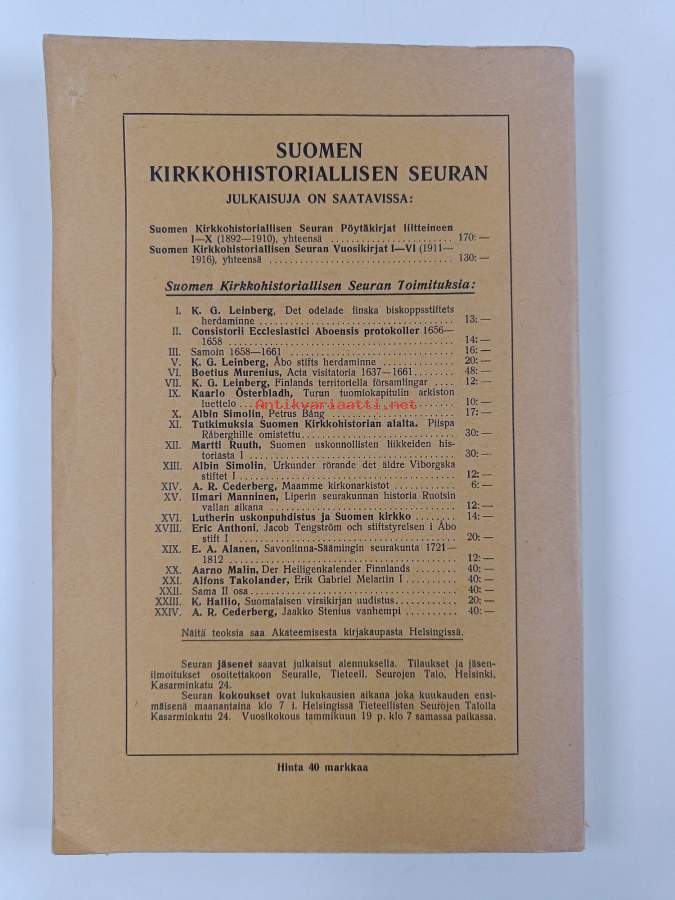 SUOMEN
KIRKKOHISTORIALLISEN SEURAN
JULKAISUJA ON SAATAVISSA:
Suomen Kirkkohistoriallisen Seuran Pöytäkirjat liitteineen
I—X (1892—1910), yhteensä ........................ 170: —
Suomen Kirkkohistoriallisen Seuran Vuosikirjat I—VI (1911—
1916), yhteensä .................................... 130: —
Suomen Kirkkohistoriallisen Seuran Toimituksia:
I. K. G. Leinberg, Det odelade finska biskoppsstiftets
herdaminne ........................................ 13: —
II. Consistorii Ecclesiastici Aboensis protokoller 1656—
1658 .............................................. 14: —
III. Samoin 1658—1661 ................................ 16: —
V. K. G. Leinberg, Åbo stifts herdaminne ........ 20: —
VI. Boetius Murenius, Acta visitatoria 1637—1661 ...... 48: —
VII. K. G. Leinberg, Finlands territoriella församlingar .... 12: —
IX. Kaarlo Österbladh, Turun tuomiokapitulin arkiston
luettelo .......................................... 10: —
Antikvariaatti.net
X. Albin Simolin, Petrus Bång ...................... 17: —
XI. Tutkimuksia Suomen Kirkkohistorian alalta. Piispa
Råberghille omistettu .............................. 30: —
XII. Martti Ruuth, Suomen uskonnollisten liikkeiden his-
toriasta I ........................................ 30: —
XIII. Albin Simolin, Urkunder rörande det äldre Viborgska
stiftet I .......................................... 12: —
XIV. A. R. Cederberg, Maamme kirkonarkistot .......... 6: —
XV. Ilmari Manninen, Liperin seurakunnan historia Ruotsin
vallan aikana ...................................... 12: —
XVI. Lutherin uskonpuhdistus ja Suomen kirkko ........ 14: —
XVIII. Eric Anthoni, Jacob Tengström och stiftstyrelsen i Åbo
stift I ............................................ 20: —
XIX. E. A. Alanen, Savonlinna-Säämingin seurakunta 1721—
1812 .............................................. 12: —
XX. Aarno Malin, Der Heiligenkalender Finnlands ...... 40: —
XXI. Alfons Takolander, Erik Gabriel Melartin I ........ 40: —
XXII. Sama II osa ...................................... 40: —
XXIII. K. Hallio, Suomalaisen virsikirjan uudistus .......... 20: —
XXIV. A. R. Cederberg, Jaakko Stenius vanhempi ........ 40: —
Näitä teoksia saa Akateemisesta kirjakaupasta Helsingissä.
Seuran jäsenet saavat julkaisut alennuksella. Tilaukset ja jäsen-
ilmoitukset osoitettakoon Seuralle, Tieteell. Seurojen Talo, Helsinki,
Kasarminkatu 24.
Seuran kokoukset ovat lukukausien aikana joka kuukauden ensi-
mäisenä maanantaina klo 7 i. Helsingissä Tieteellisten Seurojen Talolla
Kasarminkatu 24. Vuosikokous tammikuun 19 p. klo 7 samassa paikassa.
Hinta 40 markkaa